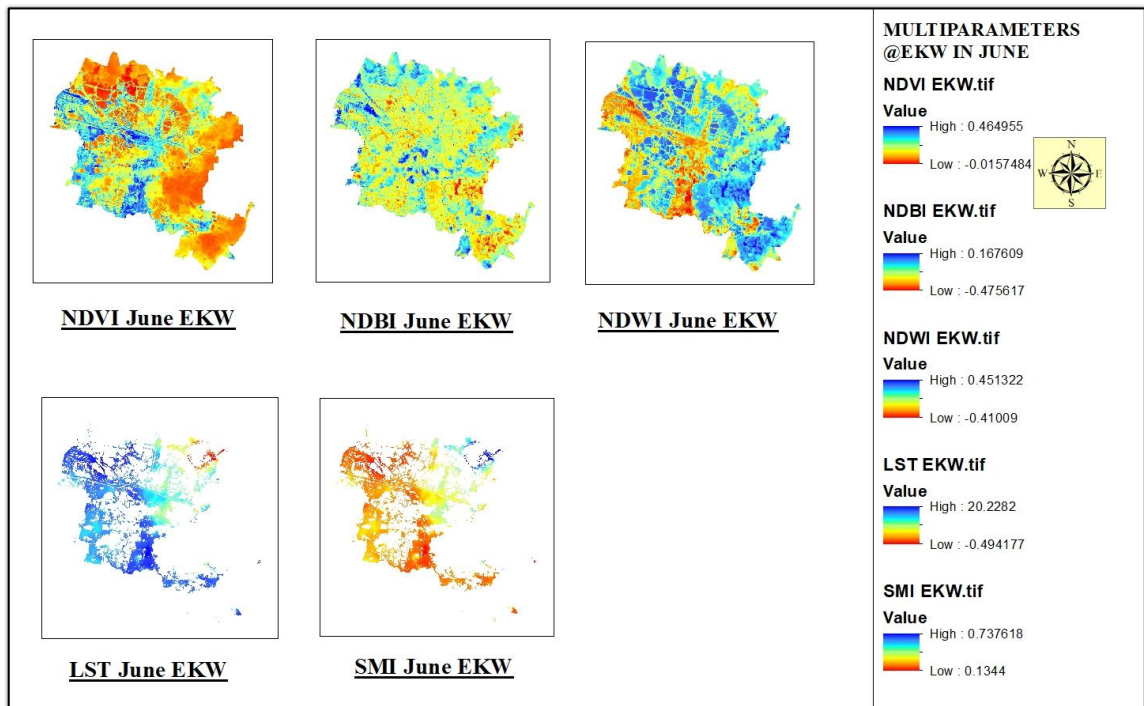 NDVI June EKW
NDBI June EKW
NDWI June EKW
LST June EKW
SMI June EKW
MULTIPARAMETERS
@EKW IN JUNE
NDVI EKW.tif
Value
High : 0.464955
Low : -0.0157484
N
W
E
S
NDBI EKW.tif
Value
High : 0.167609
Low : -0.475617
NDWI EKW.tif
Value
High : 0.451322
Low : -0.41009
LST EKW.tif
Value
High : 20.2282
Low : -0.494177
SMI EKW.tif
Value
High : 0.737618
Low : 0.1344